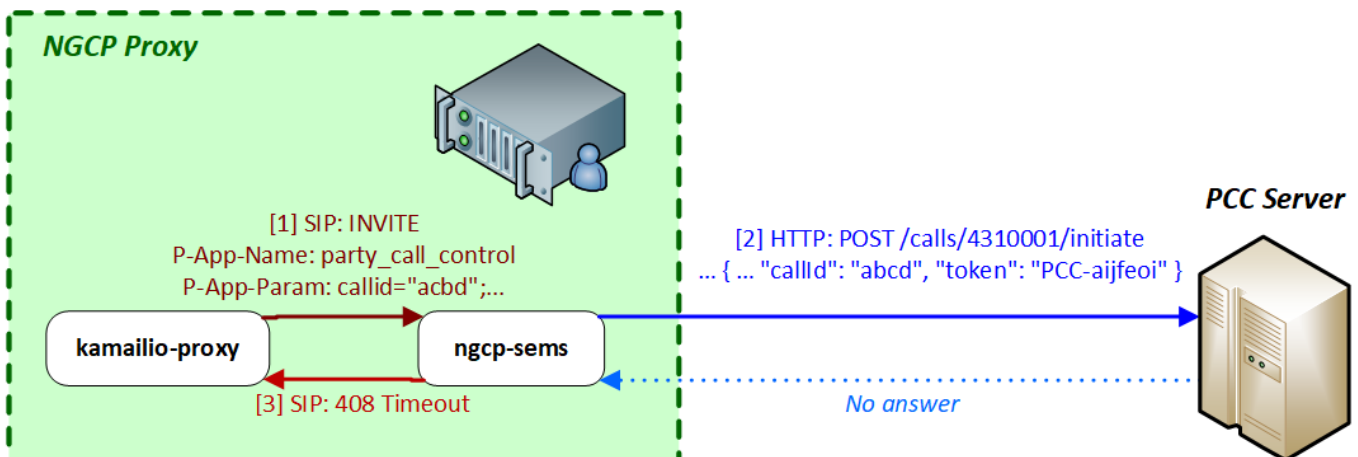 NGCP Proxy
[1] SIP: INVITE
P-App-Name: party_call_control
P-App-Param: callid="acbd";...
kamailio-proxy
ngcp-sems
[3] SIP: 408 Timeout
PCC Server
[2] HTTP: POST /calls/4310001/initiate
... { ... "callId": "abcd", "token": "PCC-aijfeoi" }
No answer